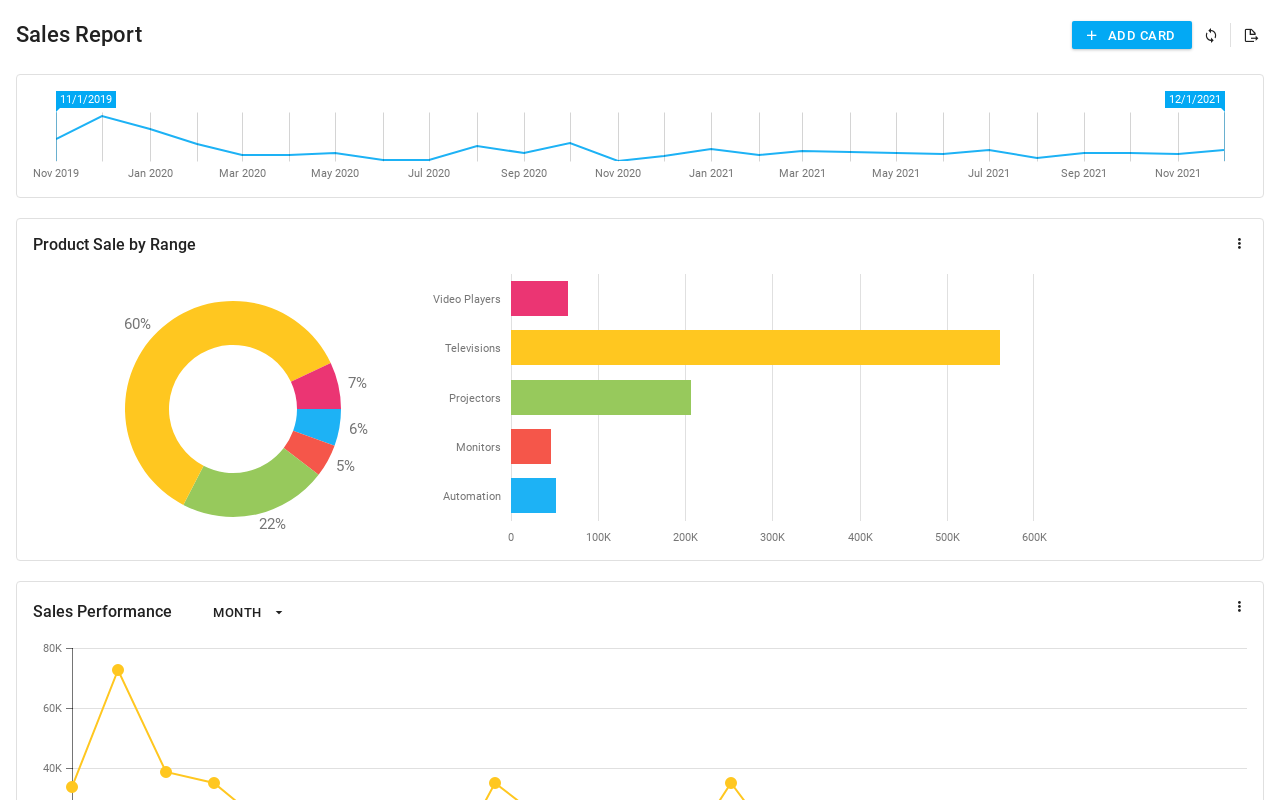 Sales Report
ADD CARD
11/1/2019
12/1/2021
Nov 2019 Jan 2020 Mar 2020 May 2020 Jul 2020 Sep 2020 Nov 2020 Jan 2021 Mar 2021 May 2021 Jul 2021 Sep 2021 Nov 2021
Product Sale by Range
60%
7%
6%
5%
22%
Video Players
Televisions
Projectors
Monitors
Automation
0 100K 200K 300K 400K 500K 600K
Sales Performance
MONTH
80K
60K
40K